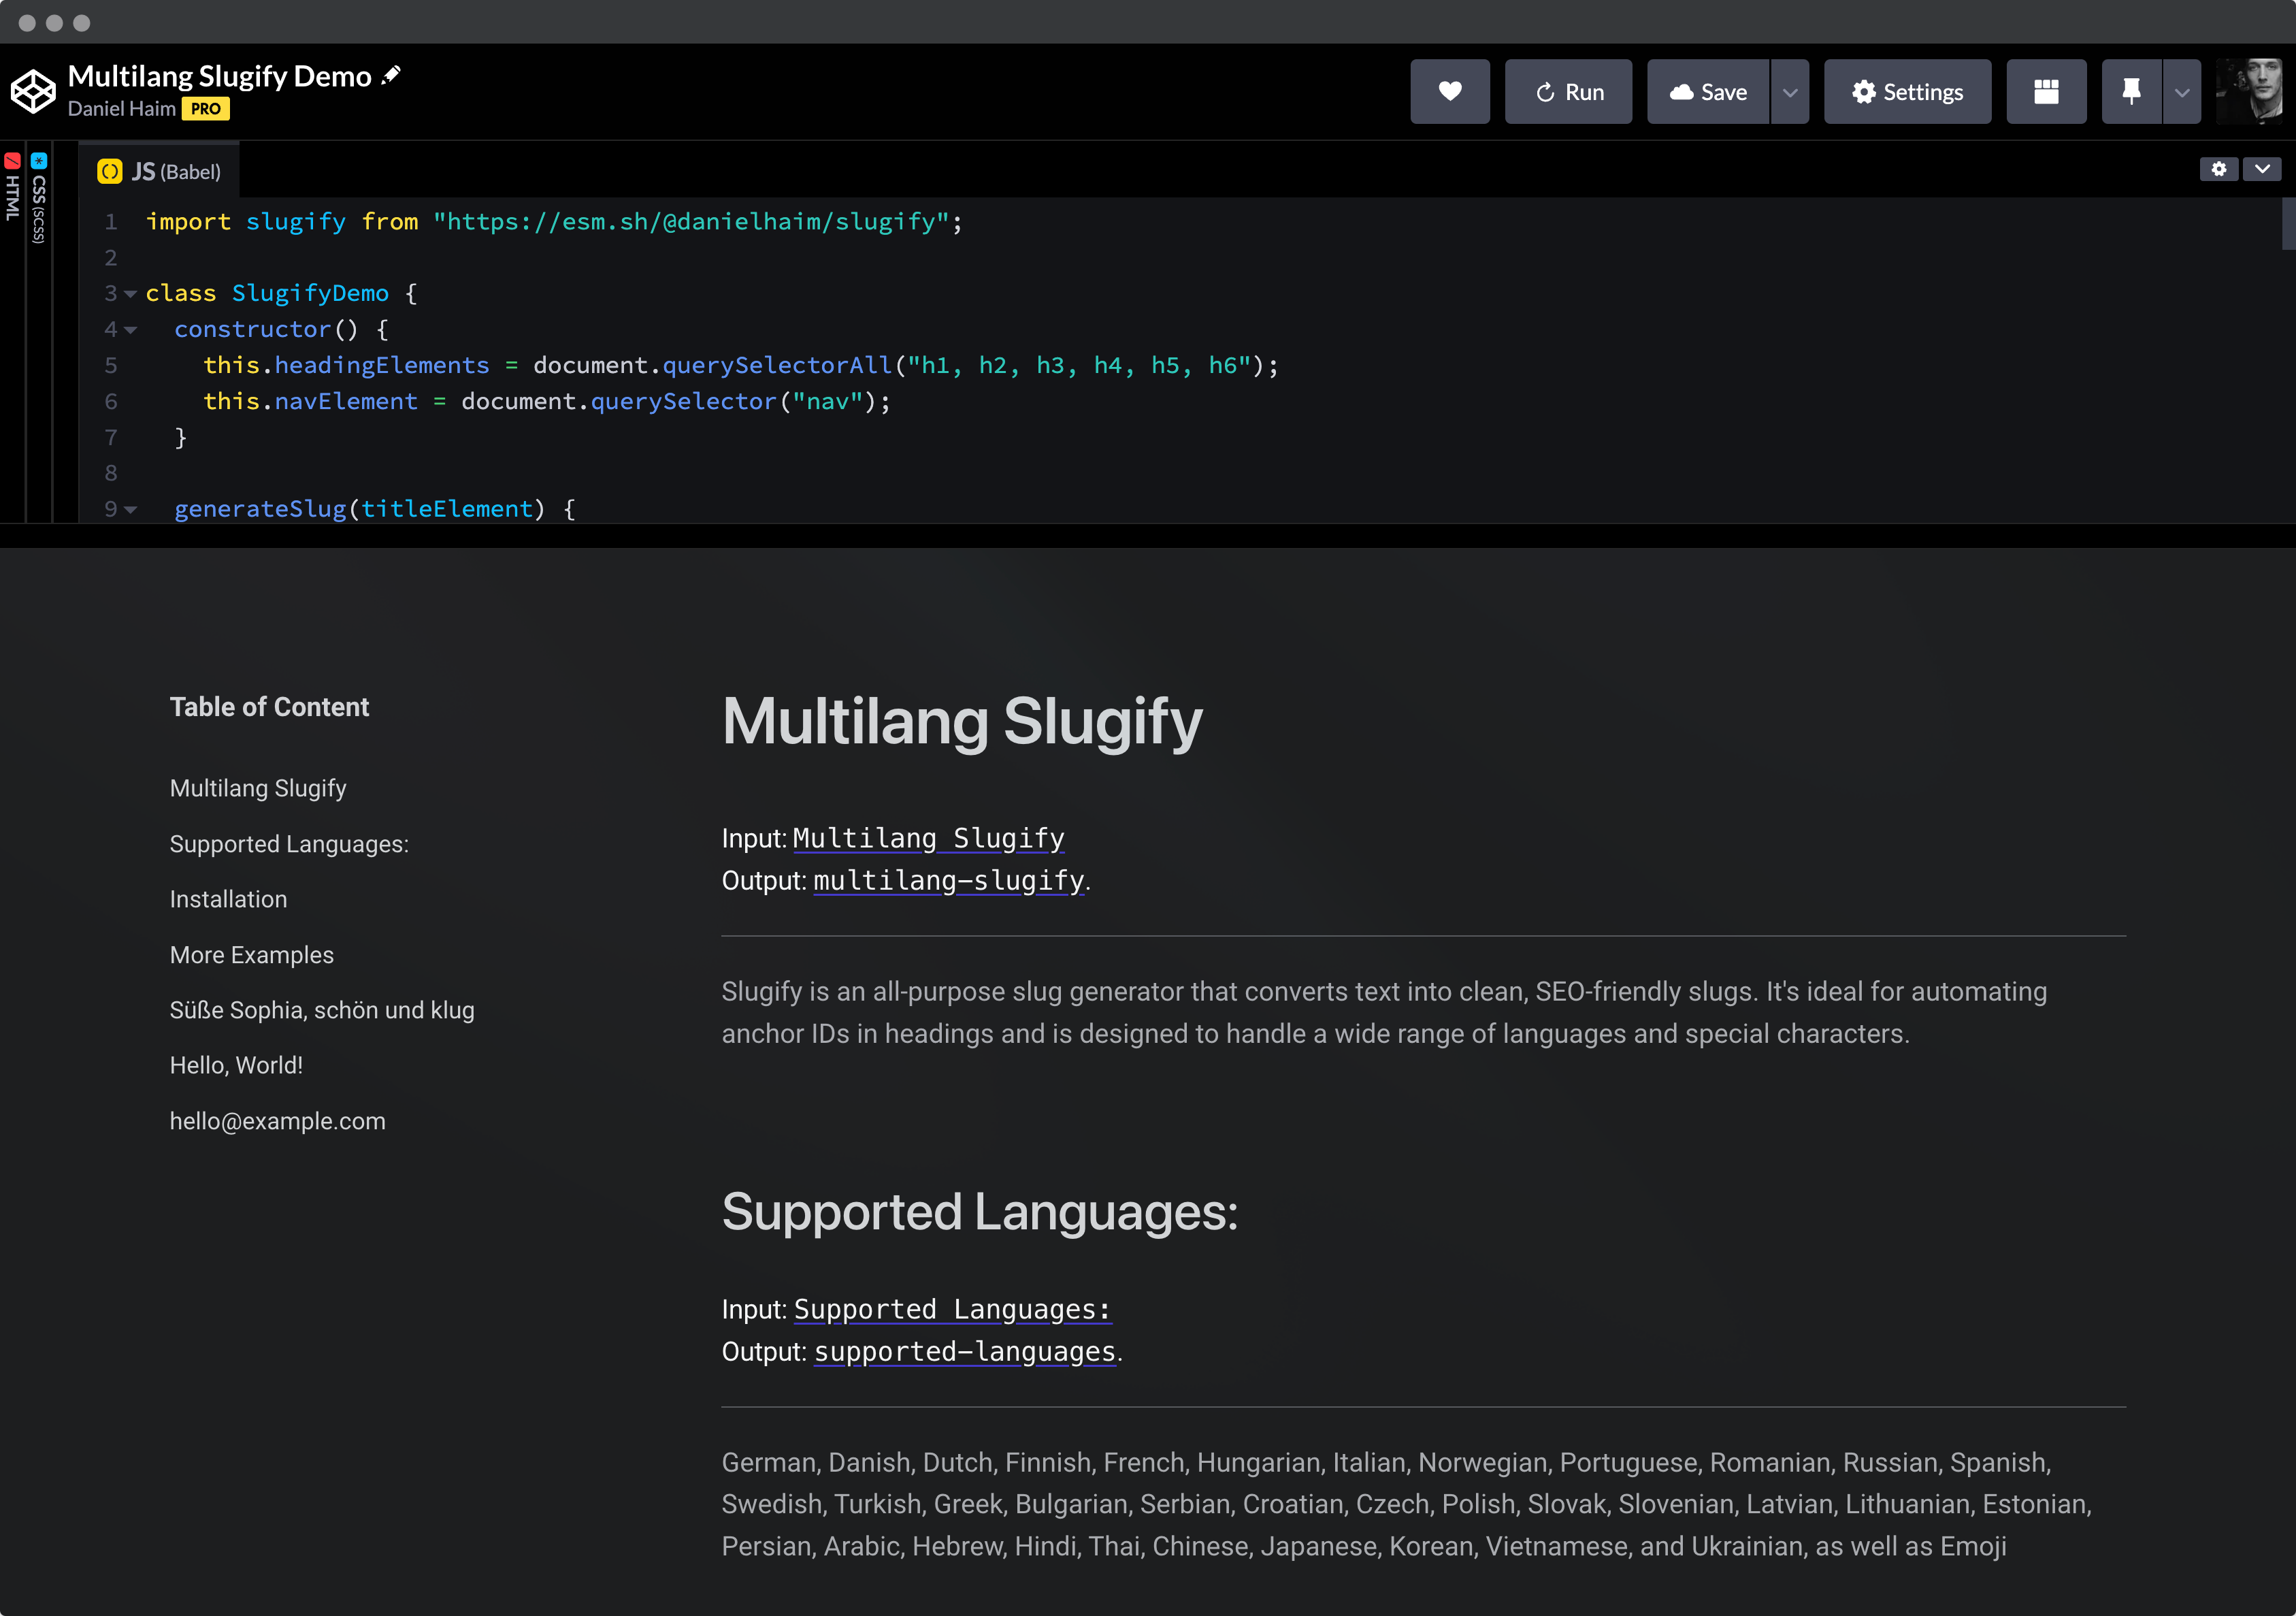 Multilang Slugify Demo
Daniel Haim PRO
Run
Save
Settings
HTML
CSS (SCSS)
JS (Babel)
1 import slugify from "https://esm.sh/@danielhaim/slugify";
2
3 class SlugifyDemo {
4 constructor() {
5 this.headingElements = document.querySelectorAll("h1, h2, h3, h4, h5, h6");
6 this.navElement = document.querySelector("nav");
7 }
8
9 generateSlug(titleElement) {
Table of Content
Multilang Slugify
Supported Languages:
Installation
More Examples
Süße Sophia, schön und klug
Hello, World!
hello@example.com
Multilang Slugify
Input: Multilang Slugify
Output: multilang-slugify.
Slugify is an all-purpose slug generator that converts text into clean, SEO-friendly slugs. It's ideal for automating
anchor IDs in headings and is designed to handle a wide range of languages and special characters.
Supported Languages:
Input: Supported Languages:
Output: supported-languages.
German, Danish, Dutch, Finnish, French, Hungarian, Italian, Norwegian, Portuguese, Romanian, Russian, Spanish,
Swedish, Turkish, Greek, Bulgarian, Serbian, Croatian, Czech, Polish, Slovak, Slovenian, Latvian, Lithuanian, Estonian,
Persian, Arabic, Hebrew, Hindi, Thai, Chinese, Japanese, Korean, Vietnamese, and Ukrainian, as well as Emoji